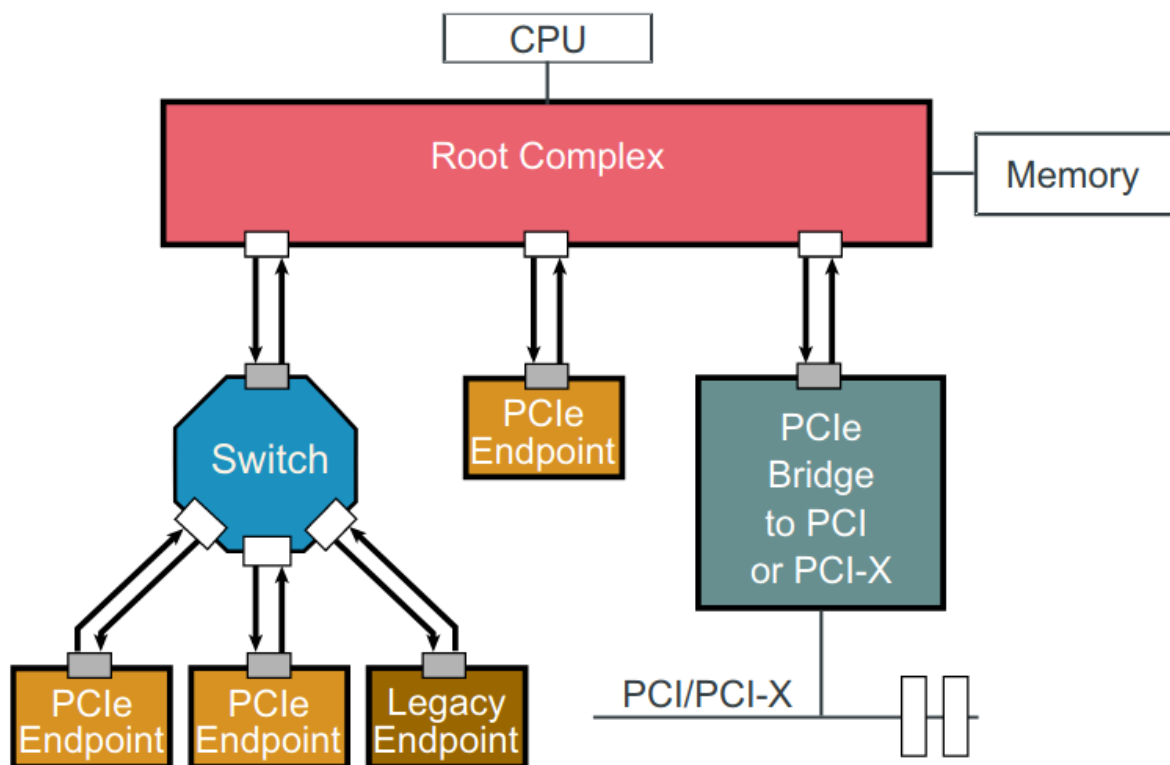 CPU
Root Complex
Memory
Switch
PCIe
Endpoint
PCIe
Bridge
to PCI
or PCI-X
PCIe
Endpoint
PCIe
Endpoint
Legacy
Endpoint
PCI/PCI-X